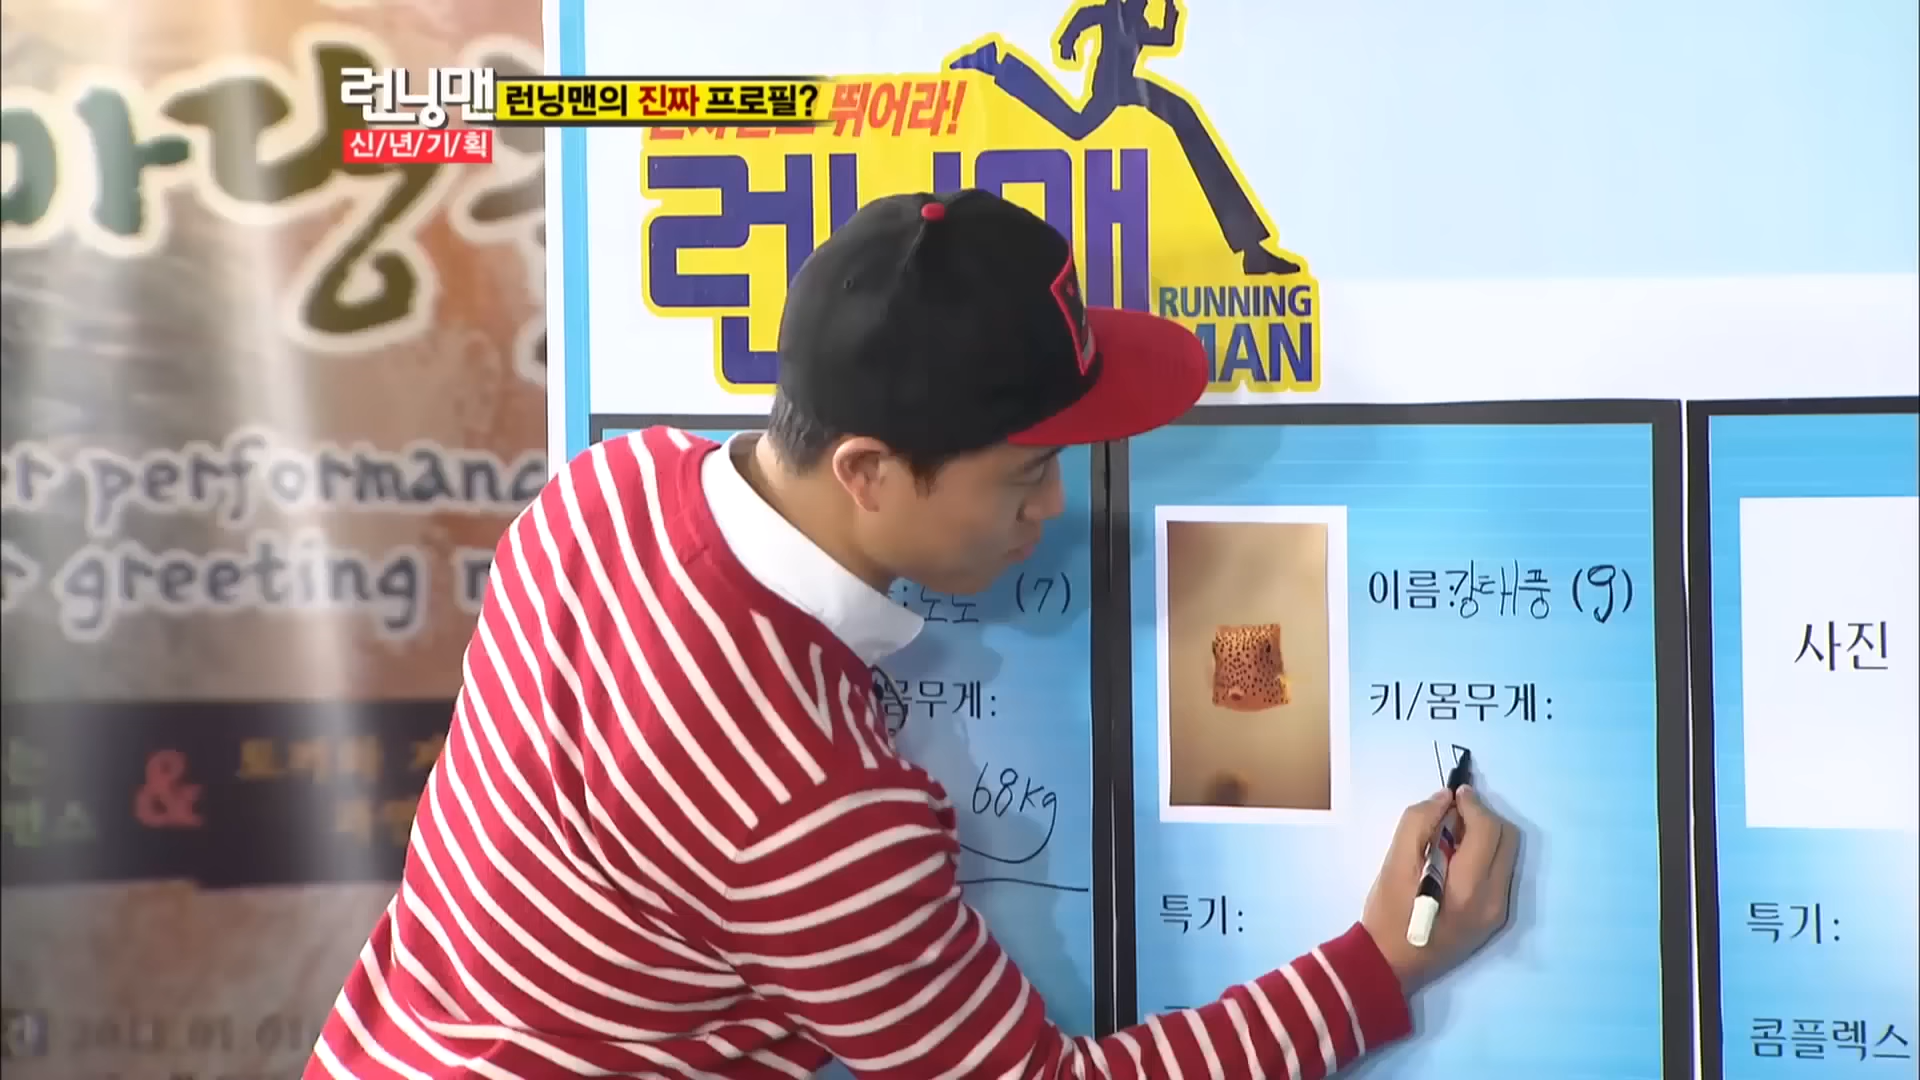 런닝맨
신/년/기/획
런닝맨의 진짜 프로필?
뛰어라!
런닝맨
RUNNING
MAN
마당
r performanc
r greeting
&
노노 (7)
몸무게:
68kg
이름:강태풍 (9)
키/몸무게:
특기:
사진
특기:
콤플렉스